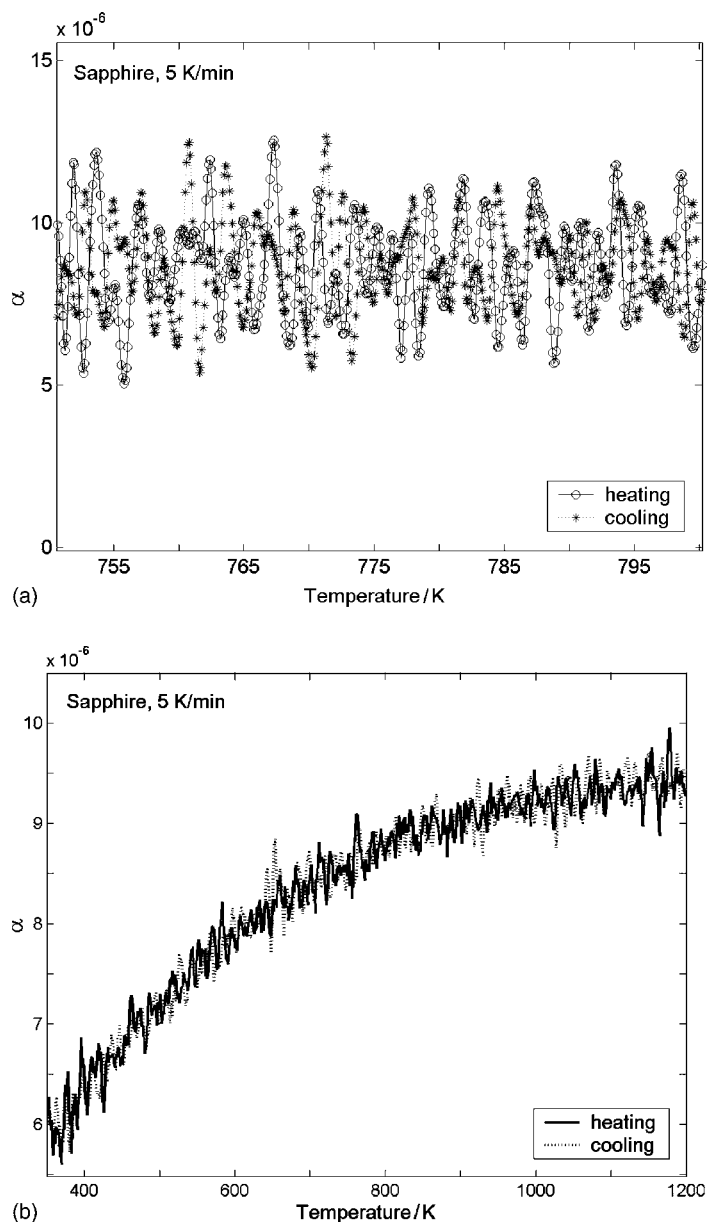 x 10⁻⁶
15
Sapphire, 5 K/min
10
α
5
heating
cooling
0
755 765 775 785 795
(a) Temperature/K
x 10⁻⁶
Sapphire, 5 K/min
10
9
α
8
7
heating
6
cooling
400 600 800 1000 1200
(b) Temperature/K